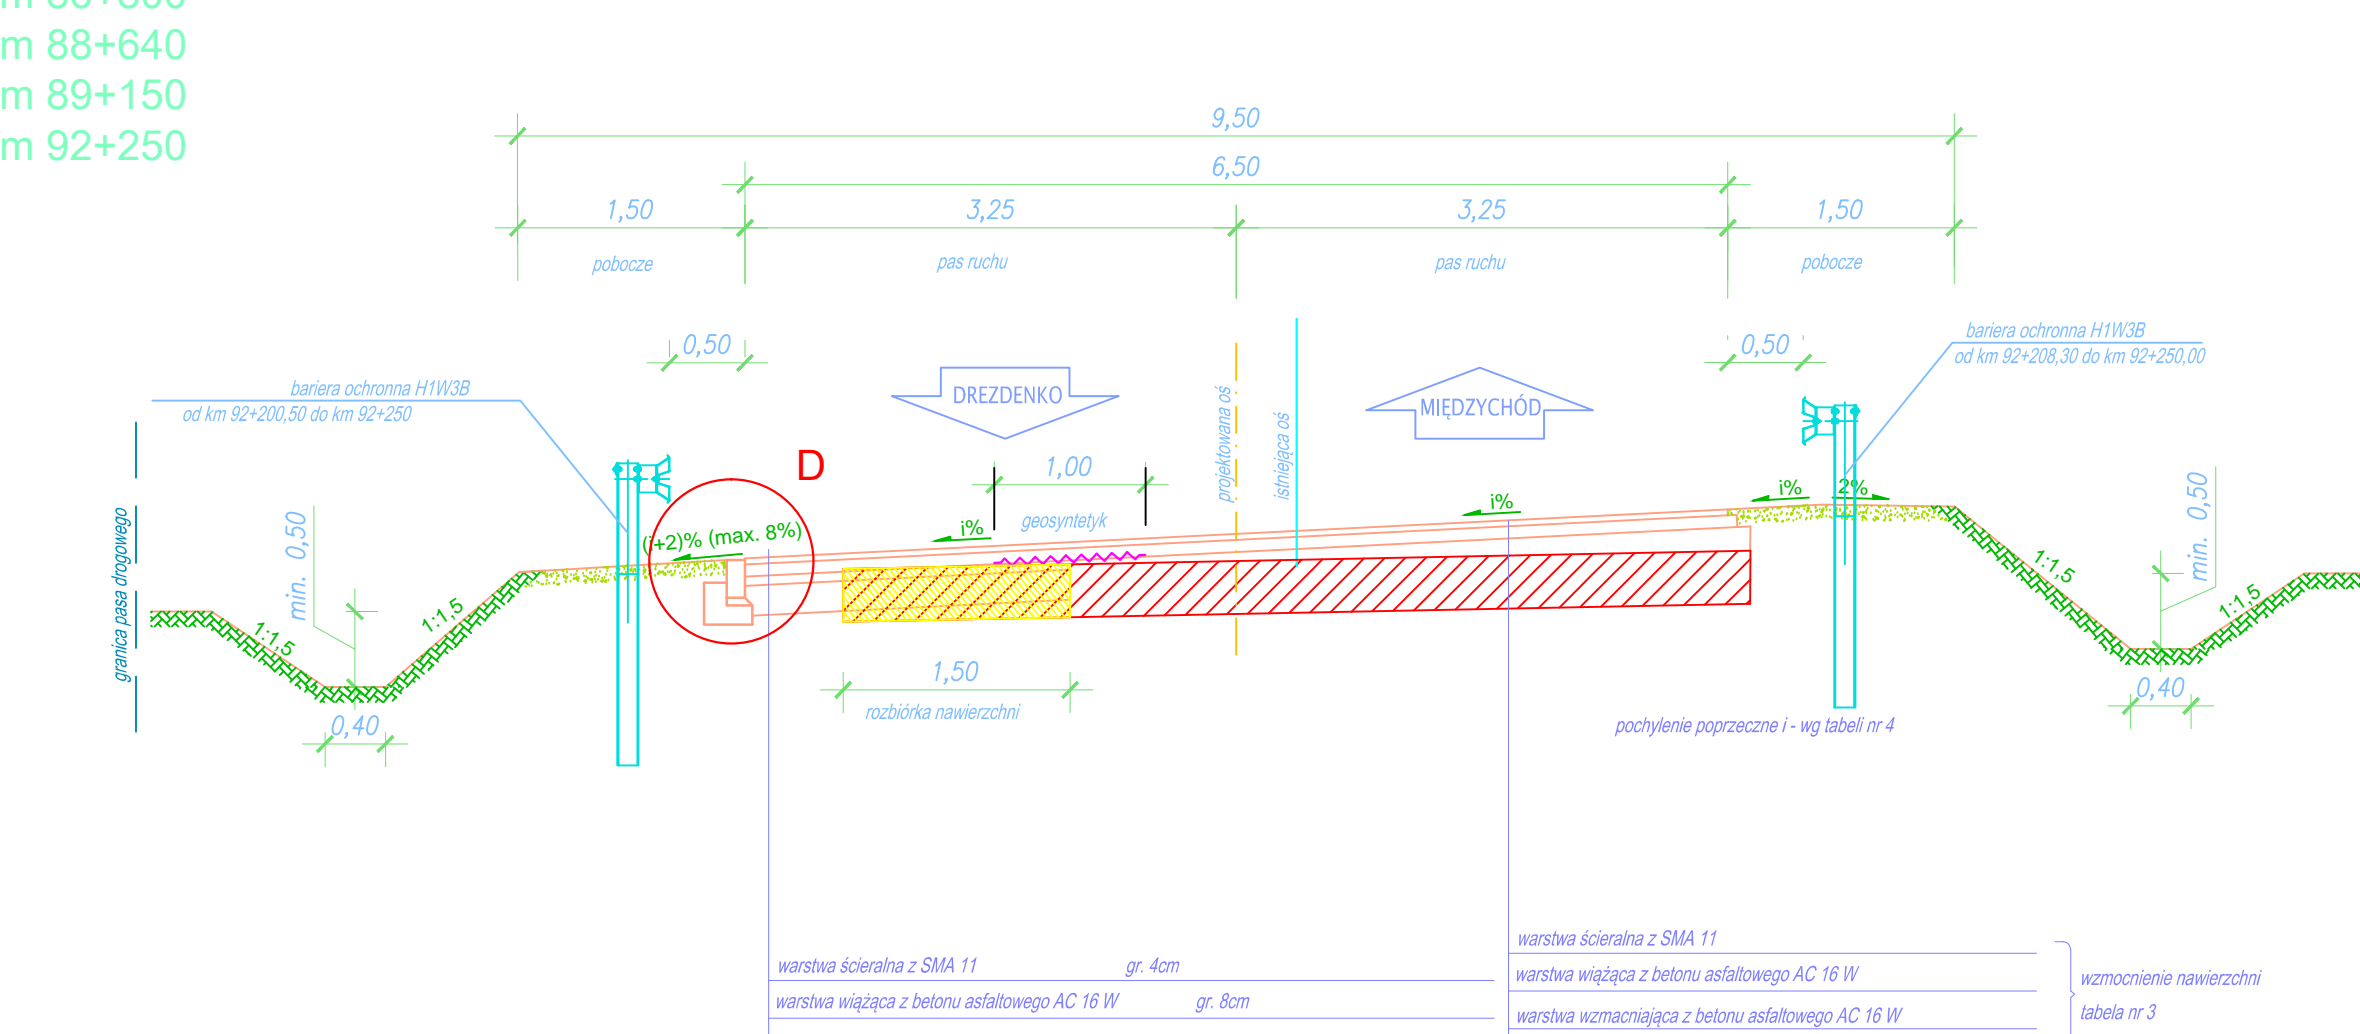 m 88+640
m 89+150
m 92+250
9,50
6,50
1,50
3,25
3,25
1,50
pobocze
pas ruchu
pas ruchu
pobocze
0,50
0,50
bariera ochronna H1W3B
od km 92+208,30 do km 92+250,00
bariera ochronna H1W3B
od km 92+200,50 do km 92+250
DREZDENKO
MIĘDZYCHÓD
projektowana oś
istniejąca oś
D
1,00
geosyntetyk
i%
i%
i%
2%
(i+2)% (max. 8%)
granica pasa drogowego
min. 0,50
min. 0,50
1:1,5
1:1,5
1:1,5
1:1,5
0,40
0,40
1,50
rozbiórka nawierzchni
pochylenie poprzeczne i - wg tabeli nr 4
warstwa ścieralna z SMA 11 gr. 4cm
warstwa wiążąca z betonu asfaltowego AC 16 W gr. 8cm
warstwa ścieralna z SMA 11
warstwa wiążąca z betonu asfaltowego AC 16 W
warstwa wzmacniająca z betonu asfaltowego AC 16 W
wzmocnienie nawierzchni
tabela nr 3